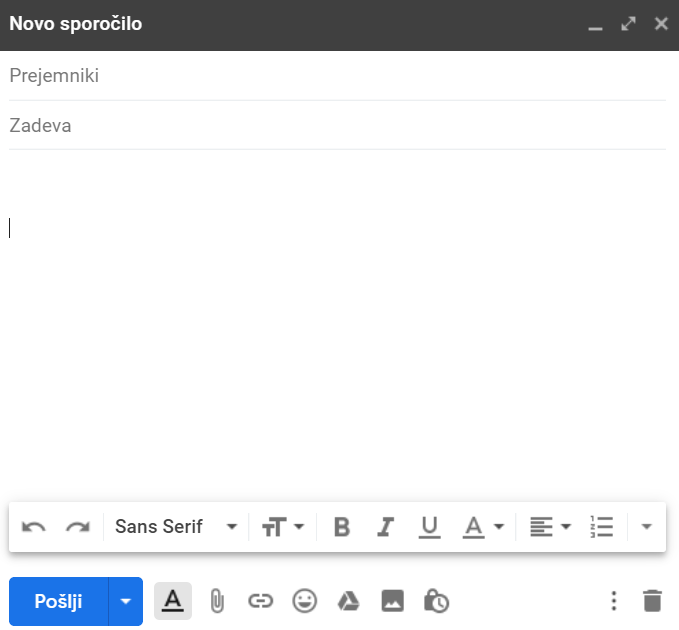 Novo sporočilo
Prejemniki
Zadeva
Sans Serif
Pošlji